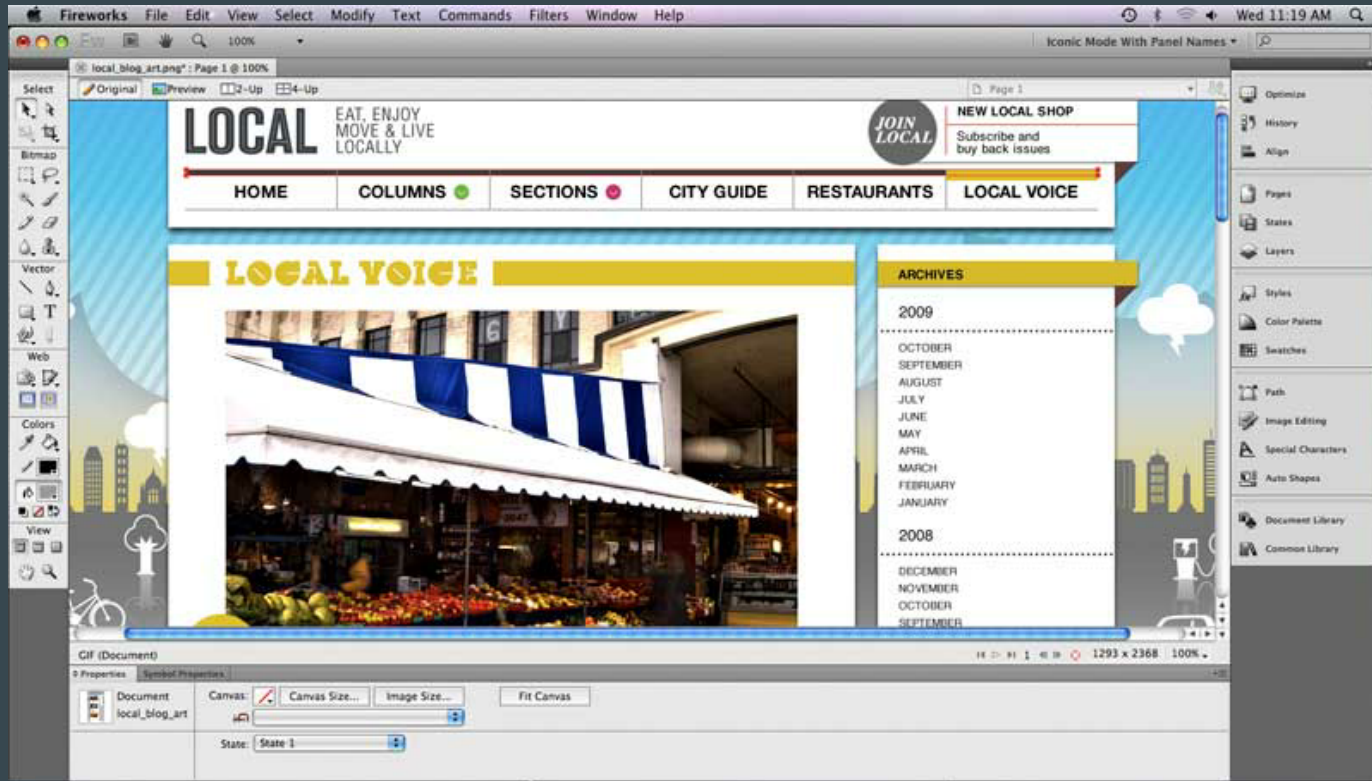 Fireworks File Edit View Select Modify Text Commands Filters Window Help Wed 11:19 AM
Fw 100% Iconic Mode With Panel Names
local_blog_art.png* : Page 1 @ 100%
Original Preview 2-Up 4-Up Page 1
Select
Bitmap
Vector
T
Web
Colors
View
LOCAL
EAT, ENJOY
MOVE & LIVE
LOCALLY
JOIN
LOCAL
NEW LOCAL SHOP
Subscribe and
buy back issues
HOME COLUMNS SECTIONS CITY GUIDE RESTAURANTS LOCAL VOICE
LOCAL VOICE
ARCHIVES
2009
OCTOBER
SEPTEMBER
AUGUST
JULY
JUNE
MAY
APRIL
MARCH
FEBRUARY
JANUARY
2008
DECEMBER
NOVEMBER
OCTOBER
SEPTEMBER
Optimize
History
Align
Pages
States
Layers
Styles
Color Palette
Swatches
Path
Image Editing
Special Characters
Auto Shapes
Document Library
Common Library
GIF (Document) 1 1293 x 2368 100%
Properties Symbol Properties
Document Canvas: Canvas Size... Image Size... Fit Canvas
local_blog_art
State: State 1